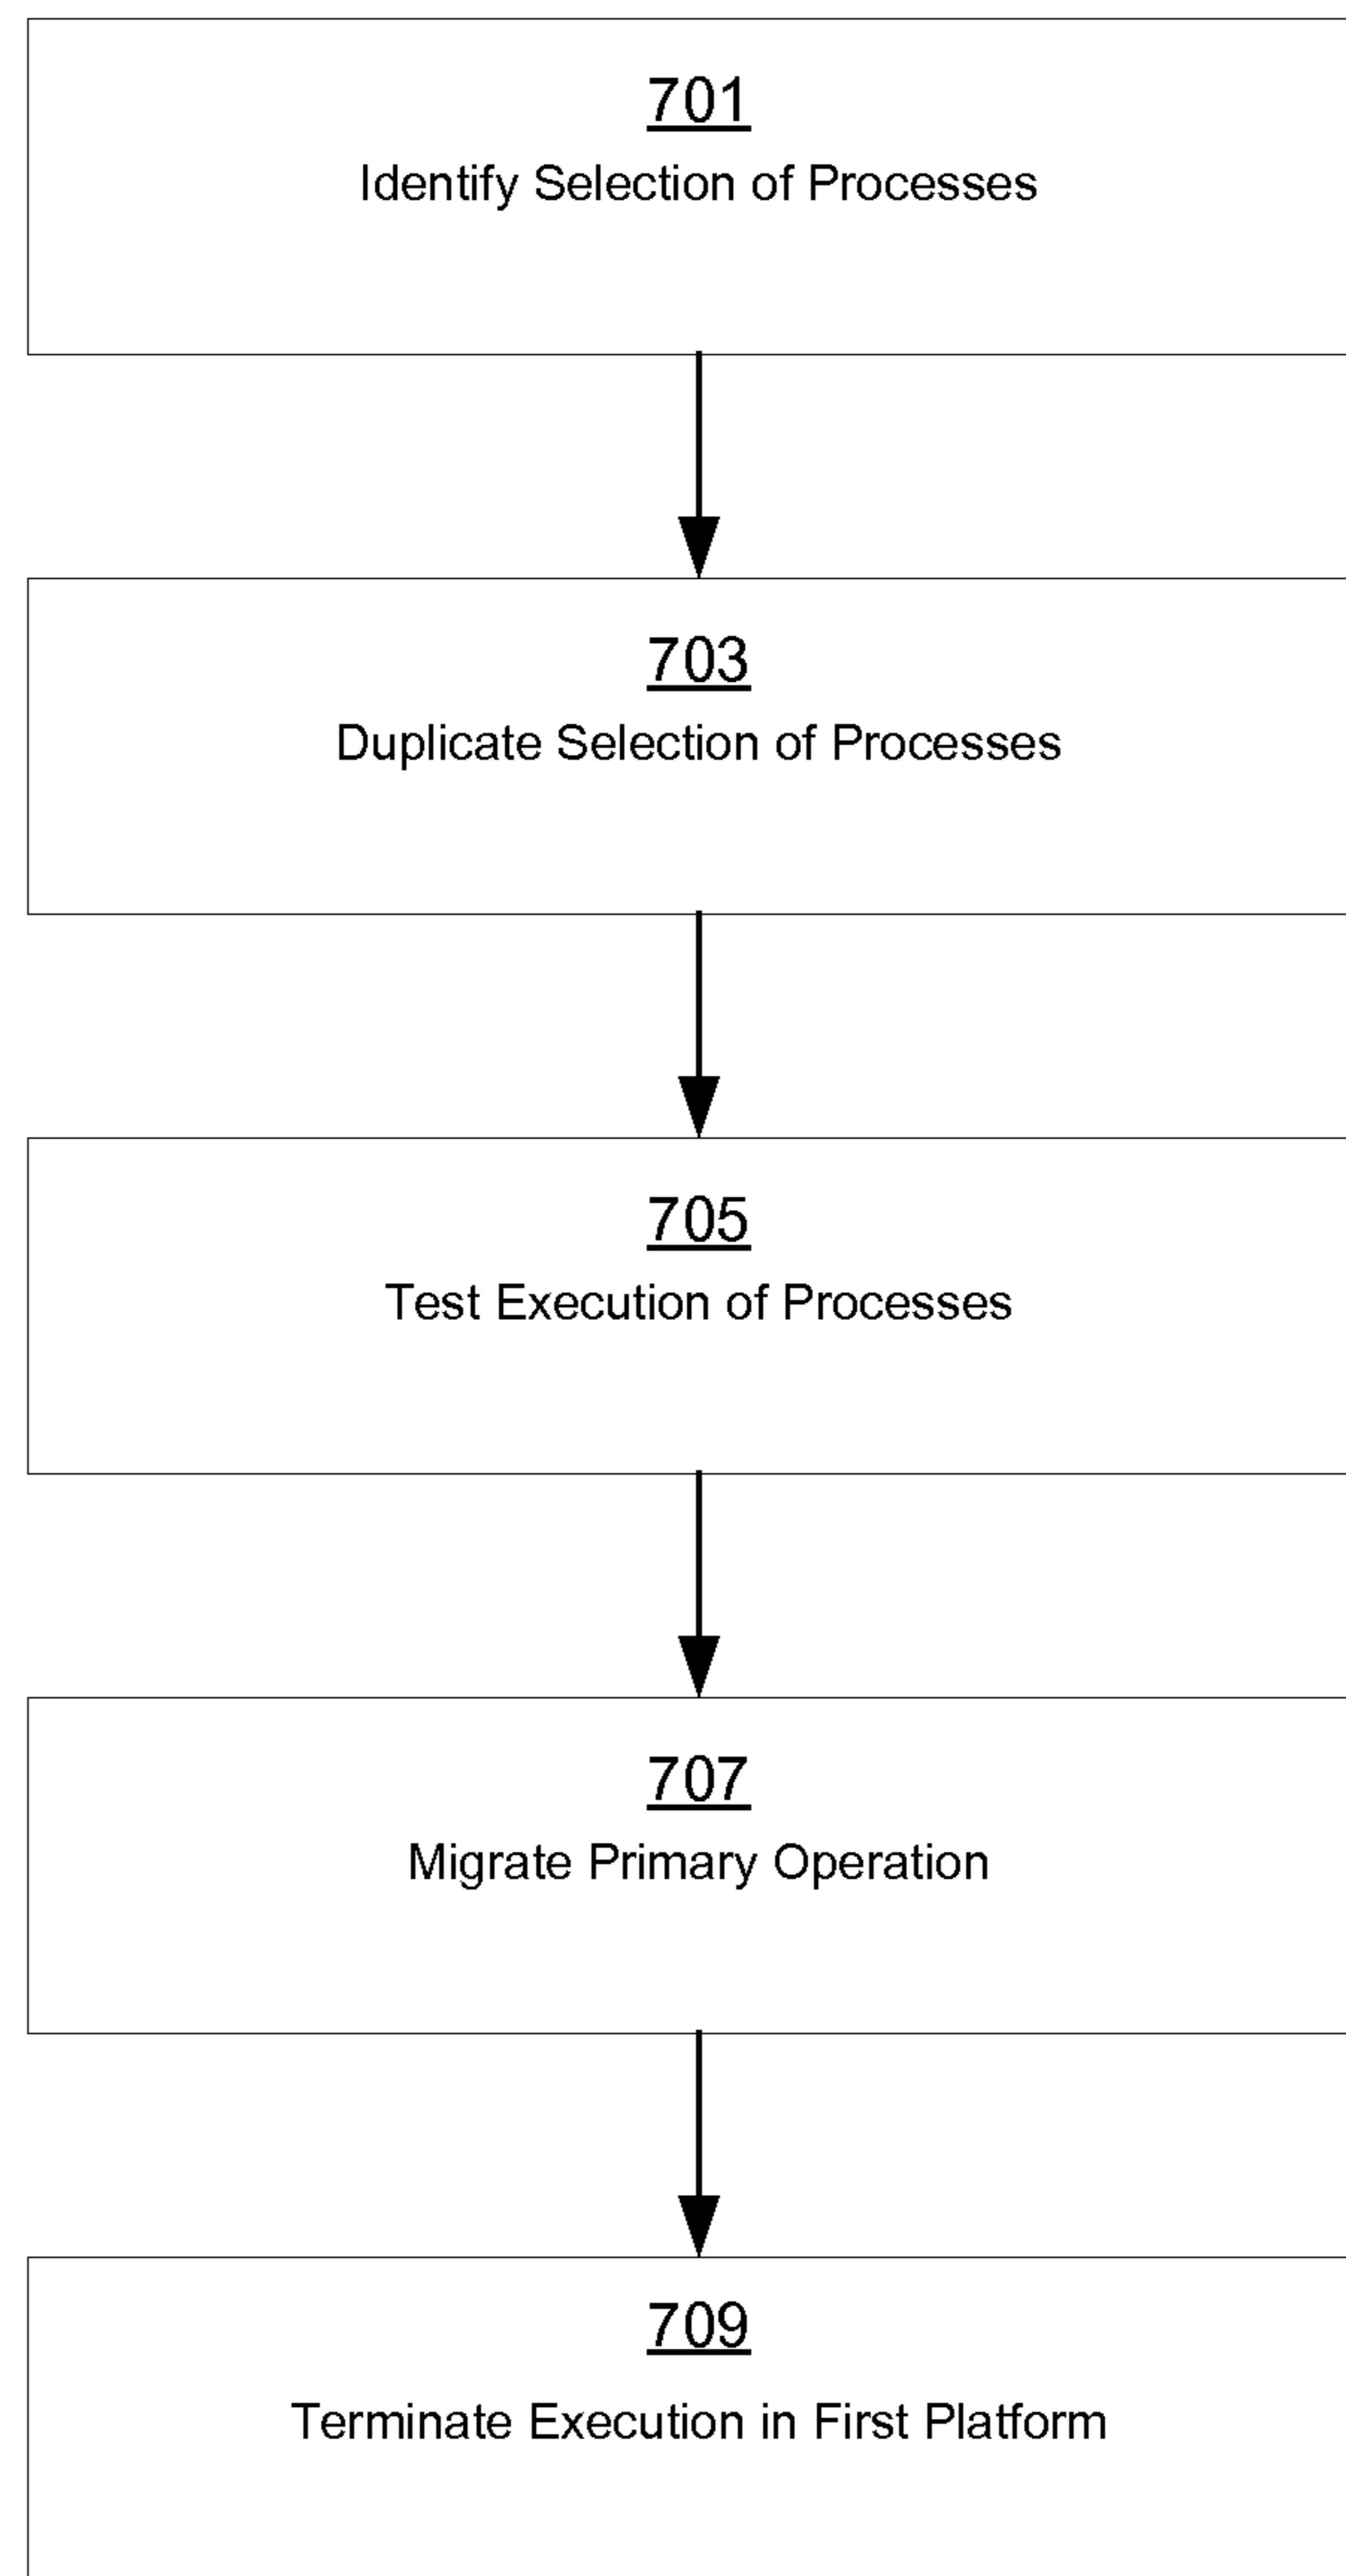 701
Identify Selection of Processes
703
Duplicate Selection of Processes
705
Test Execution of Processes
707
Migrate Primary Operation
709
Terminate Execution in First Platform